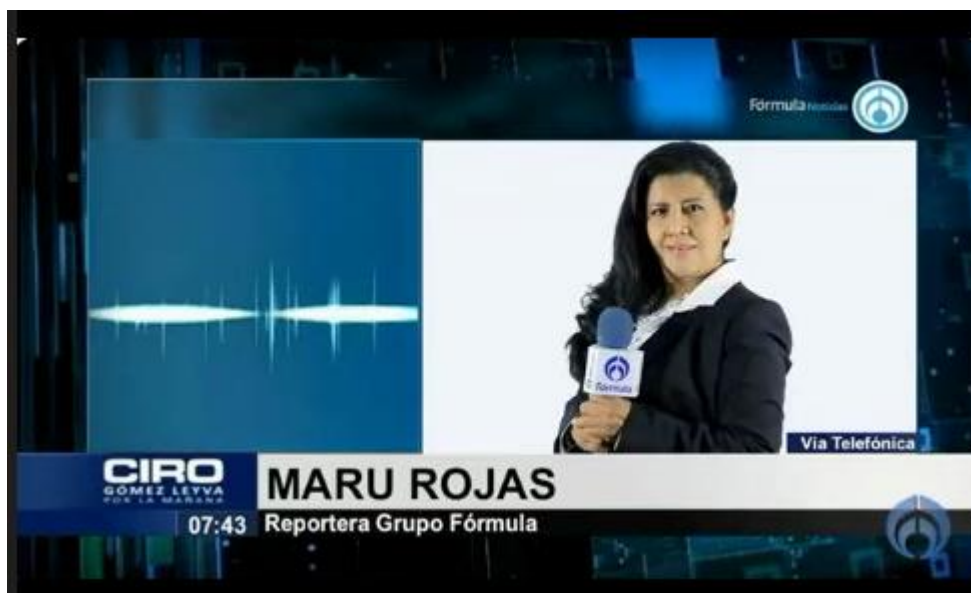 Fórmula Noticias
Fórmula
Vía Telefónica
CIRO
GÓMEZ LEYVA
POR LA MAÑANA
MARU ROJAS
07:43
Reportera Grupo Fórmula